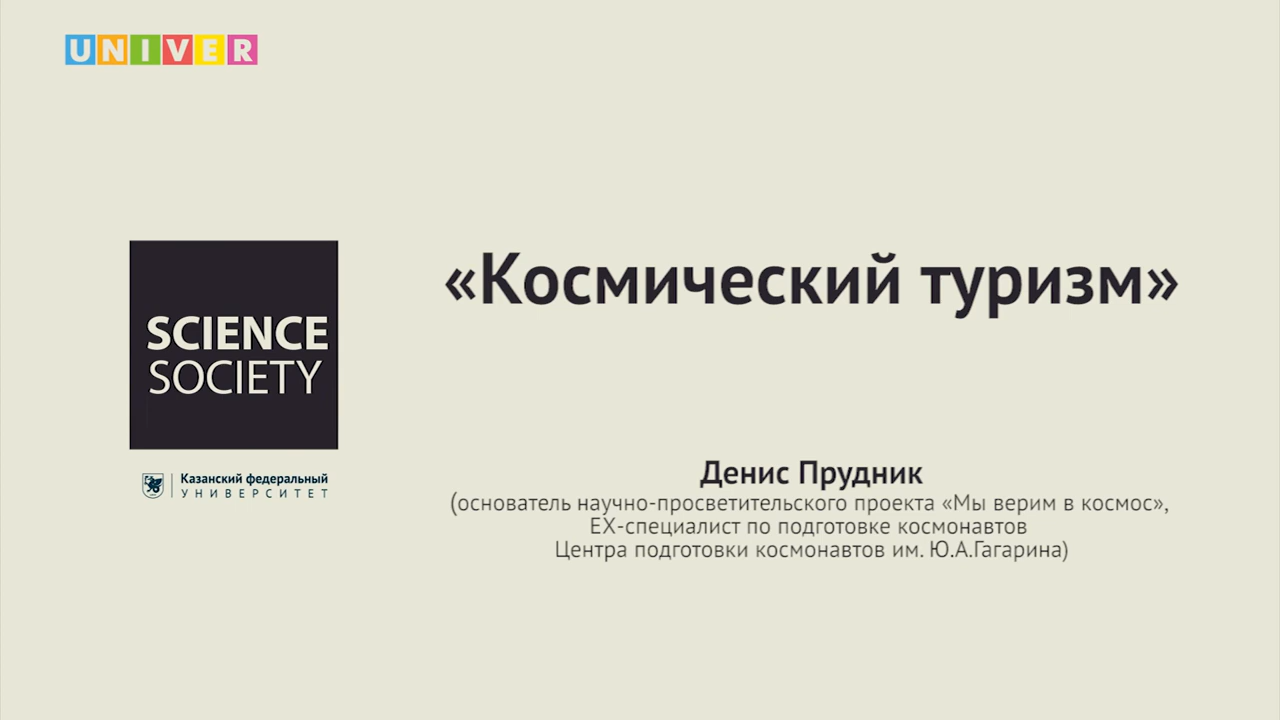 UNIVER
«Космический туризм»
SCIENCE
SOCIETY
Казанский федеральный
УНИВЕРСИТЕТ
Денис Прудник
(основатель научно-просветительского проекта «Мы верим в космос»,
EX-специалист по подготовке космонавтов
Центра подготовки космонавтов им. Ю.А.Гагарина)